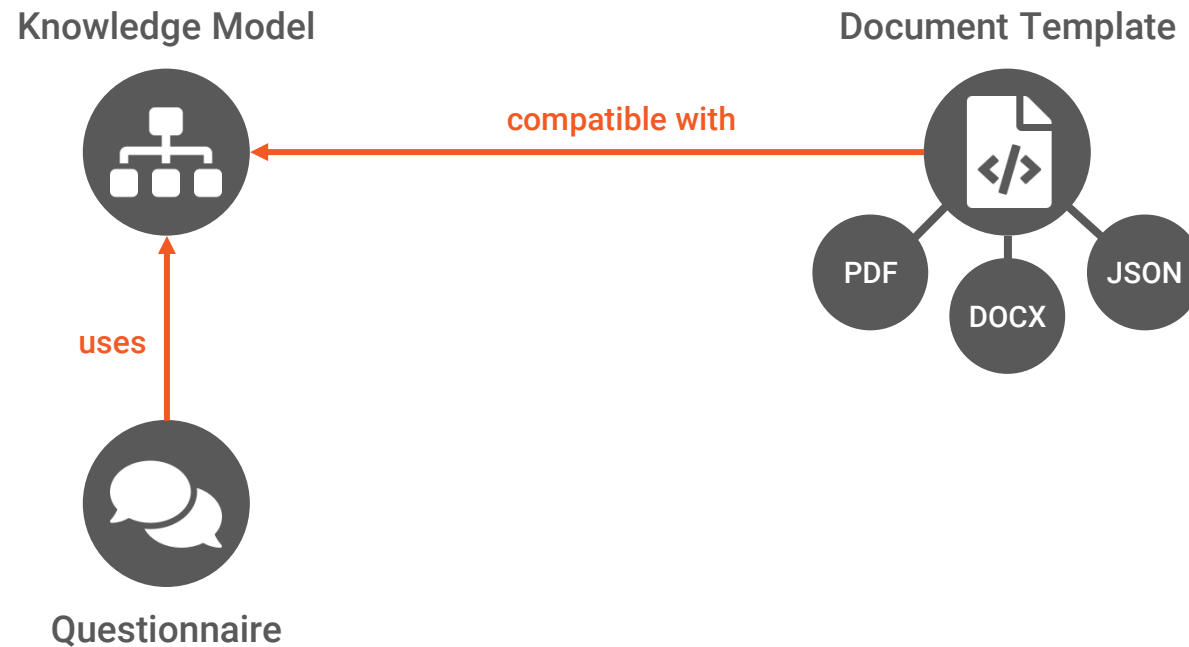 Knowledge Model
Document Template
compatible with
</>
PDF
DOCX
JSON
uses
Questionnaire